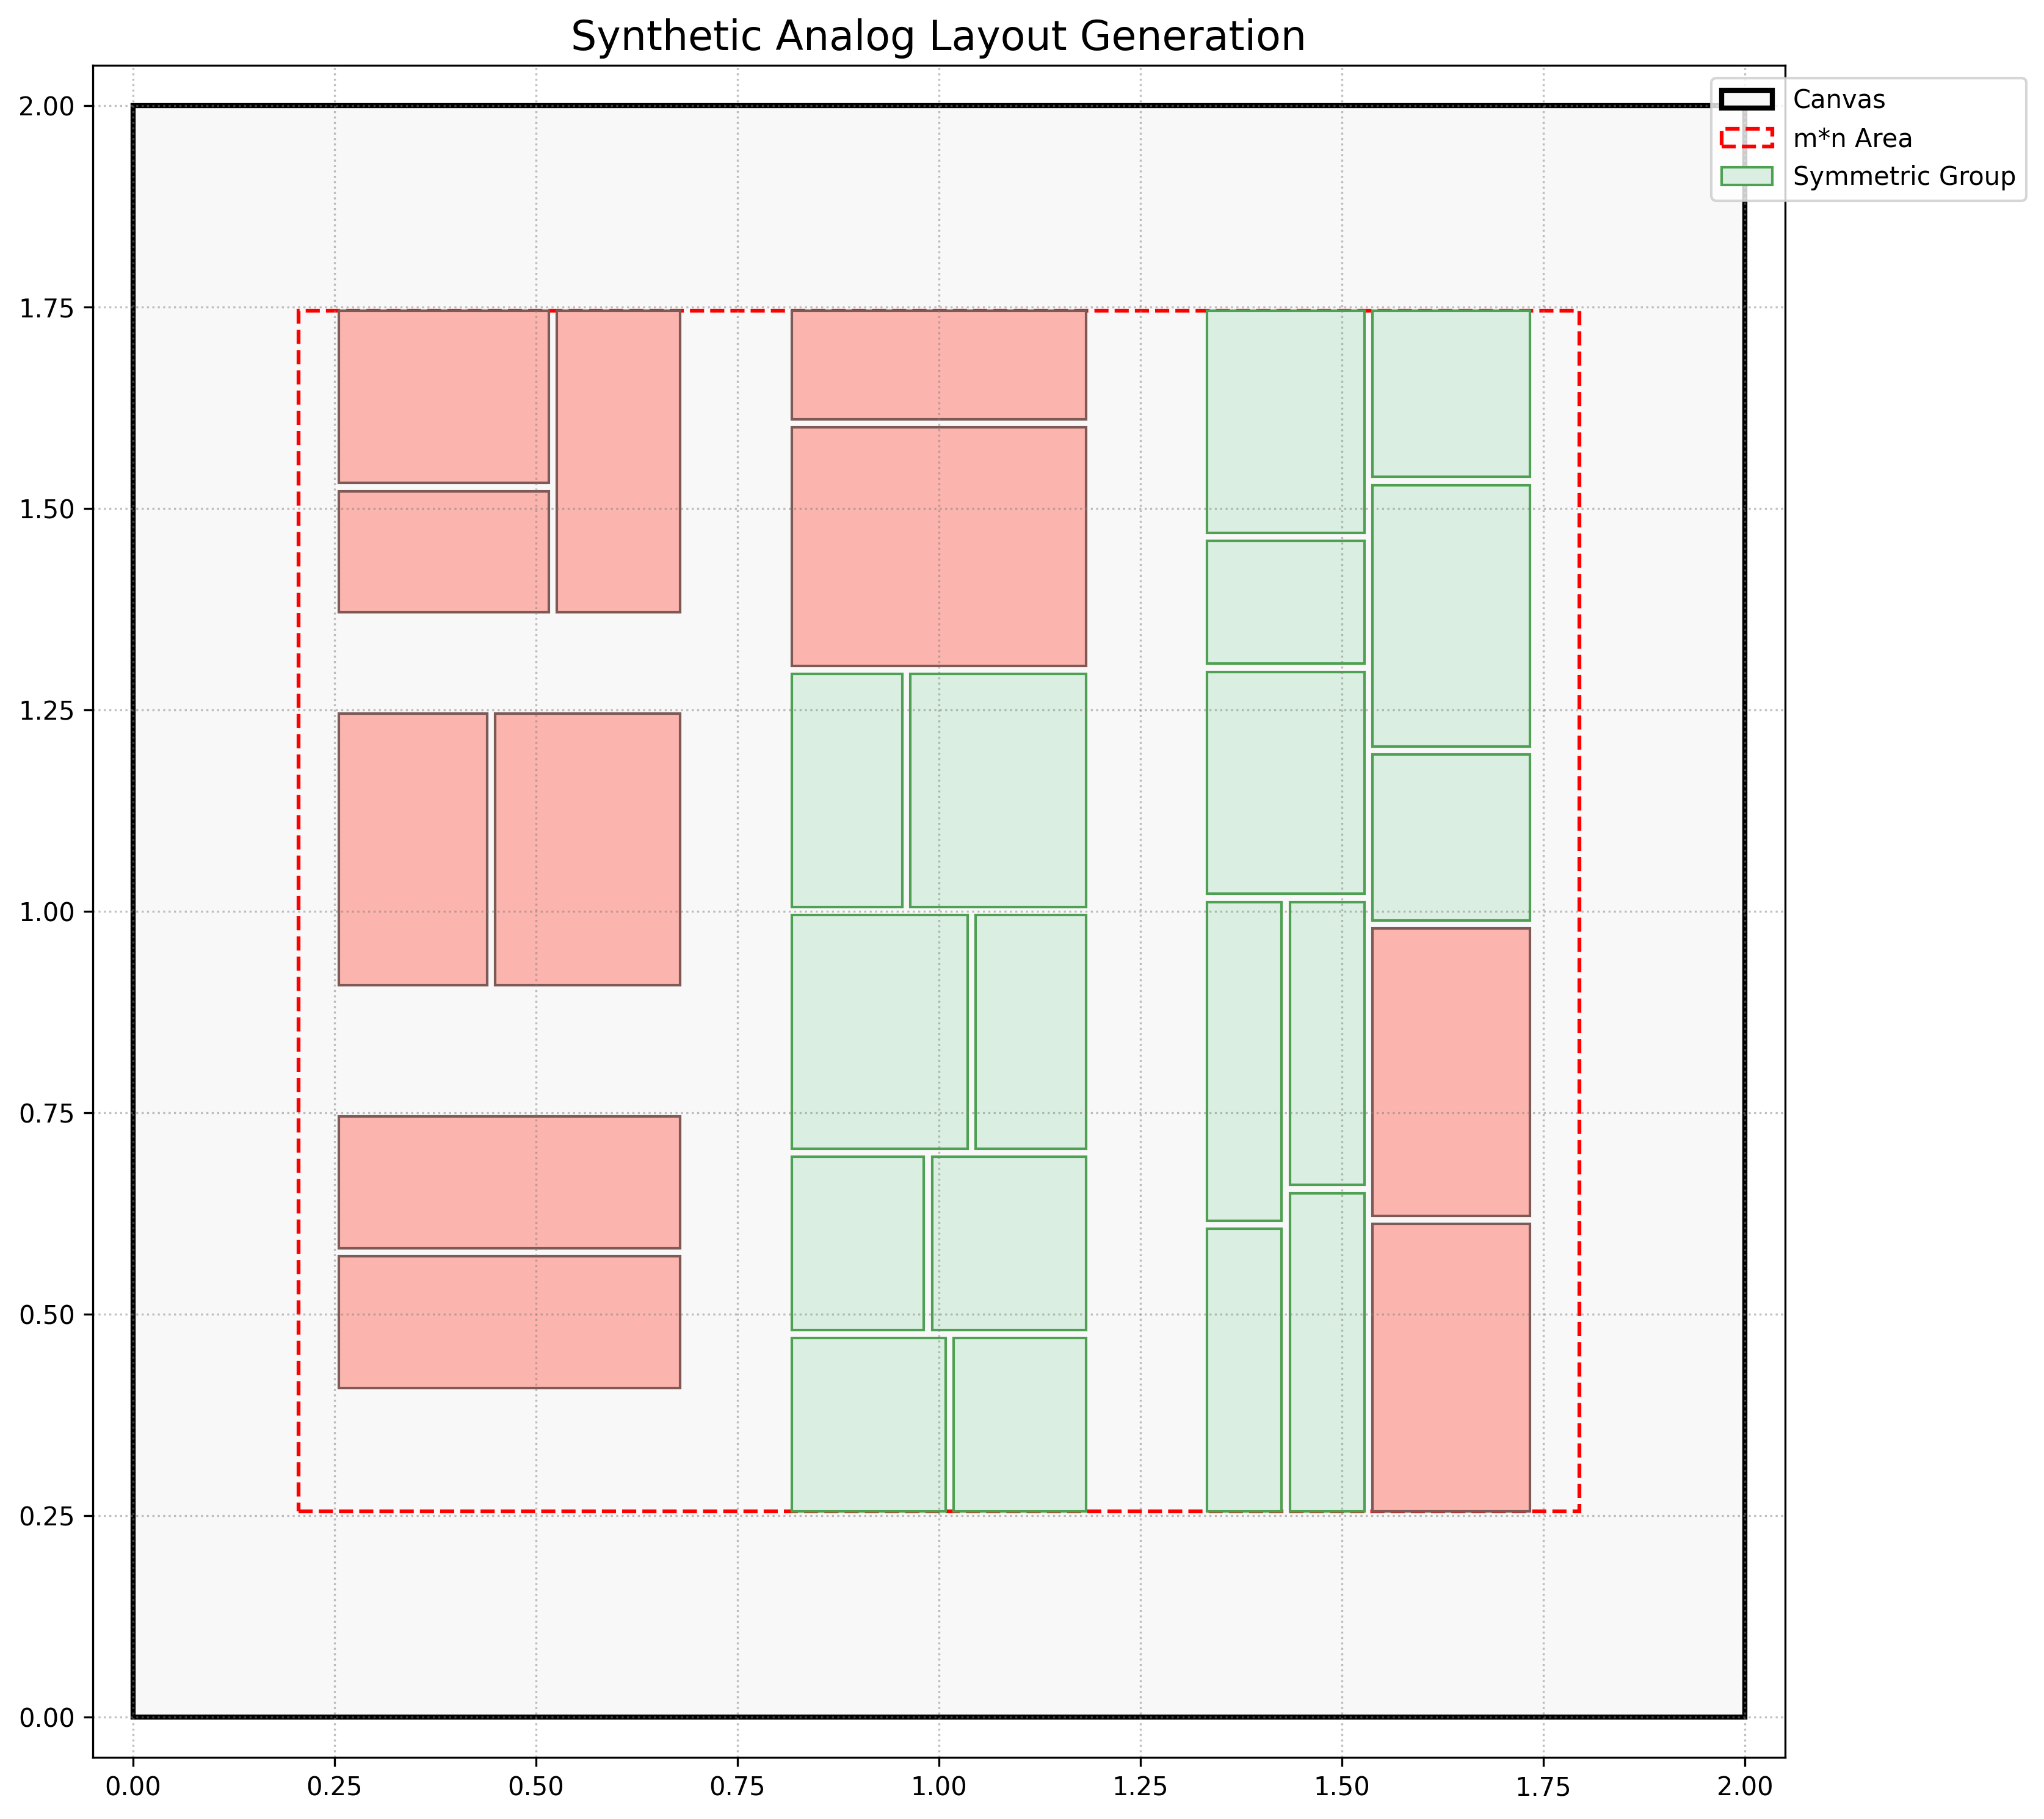 Synthetic Analog Layout Generation
Canvas
m*n Area
Symmetric Group
2.00
1.75
1.50
1.25
1.00
0.75
0.50
0.25
0.00
0.00 0.25 0.50 0.75 1.00 1.25 1.50 1.75 2.00